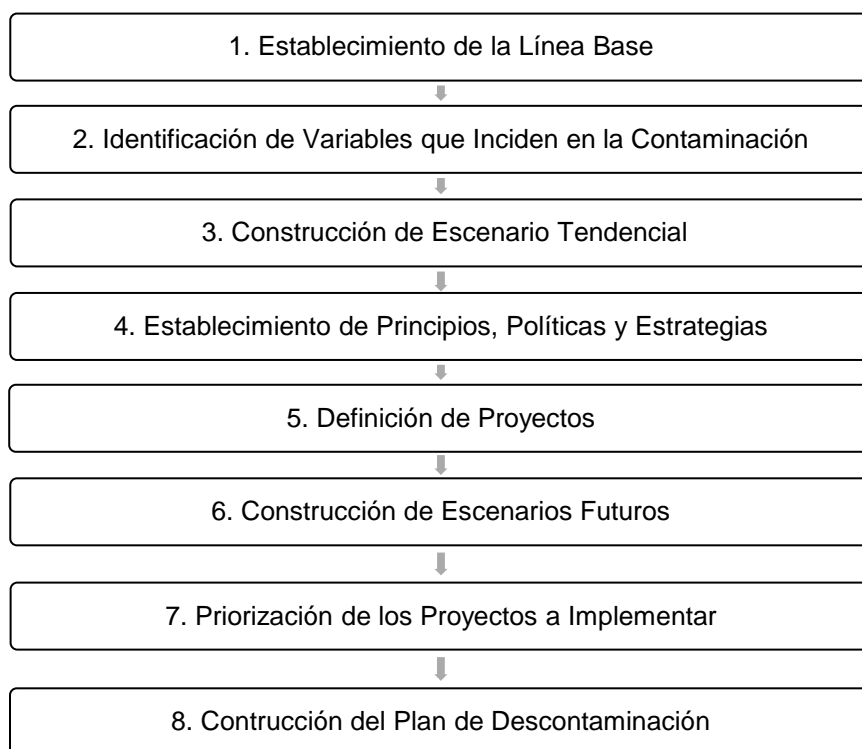 1. Establecimiento de la Línea Base
2. Identificación de Variables que Inciden en la Contaminación
3. Construcción de Escenario Tendencial
4. Establecimiento de Principios, Políticas y Estrategias
5. Definición de Proyectos
6. Construcción de Escenarios Futuros
7. Priorización de los Proyectos a Implementar
8. Contrucción del Plan de Descontaminación